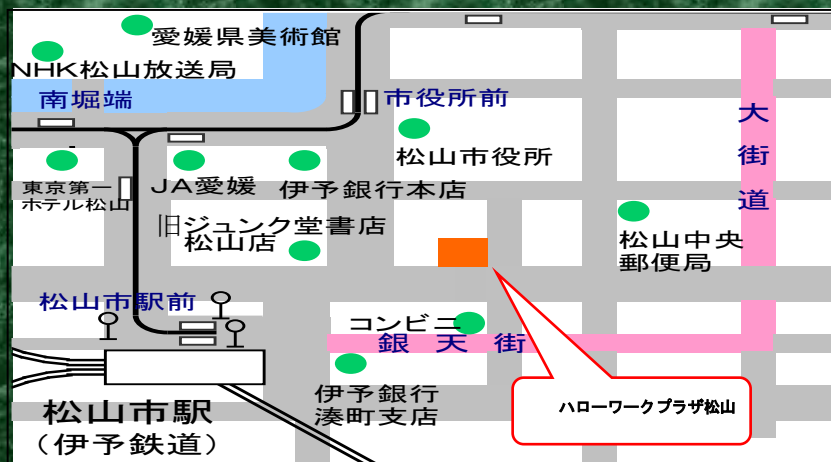 愛媛県美術館
NHK松山放送局
南堀端
市役所前
大街道
松山市役所
東京第一
ホテル松山
JA愛媛
伊予銀行本店
旧ジュンク堂書店
松山店
松山中央
郵便局
松山市駅前
コンビニ
銀天街
伊予銀行
湊町支店
ハローワークプラザ松山
松山市駅
（伊予鉄道）